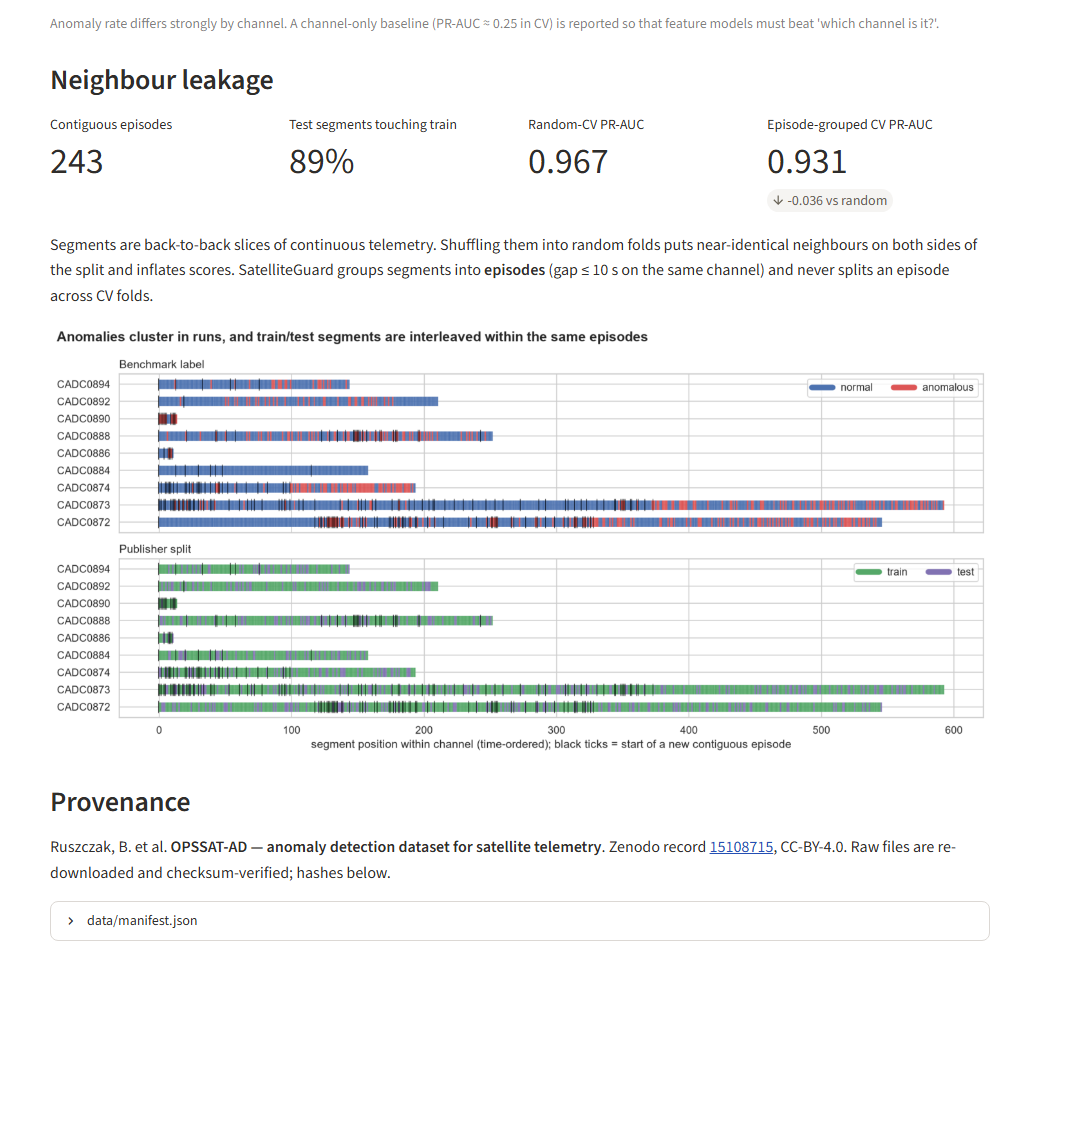 Anomaly rate differs strongly by channel. A channel-only baseline (PR-AUC ≈ 0.25 in CV) is reported so that feature models must beat 'which channel is it?'.
Neighbour leakage
Contiguous episodes
Test segments touching train
Random-CV PR-AUC
Episode-grouped CV PR-AUC
243
89%
0.967
0.931
↓ -0.036 vs random
Segments are back-to-back slices of continuous telemetry. Shuffling them into random folds puts near-identical neighbours on both sides of
the split and inflates scores. SatelliteGuard groups segments into episodes (gap ≤ 10 s on the same channel) and never splits an episode
across CV folds.
Anomalies cluster in runs, and train/test segments are interleaved within the same episodes
Benchmark label
normal
anomalous
CADC0894
CADC0892
CADC0890
CADC0888
CADC0886
CADC0884
CADC0874
CADC0873
CADC0872
Publisher split
train
test
CADC0894
CADC0892
CADC0890
CADC0888
CADC0886
CADC0884
CADC0874
CADC0873
CADC0872
0 100 200 300 400 500 600
segment position within channel (time-ordered); black ticks = start of a new contiguous episode
Provenance
Ruszczak, B. et al. OPSSAT-AD — anomaly detection dataset for satellite telemetry. Zenodo record 15108715, CC-BY-4.0. Raw files are re-
downloaded and checksum-verified; hashes below.
data/manifest.json